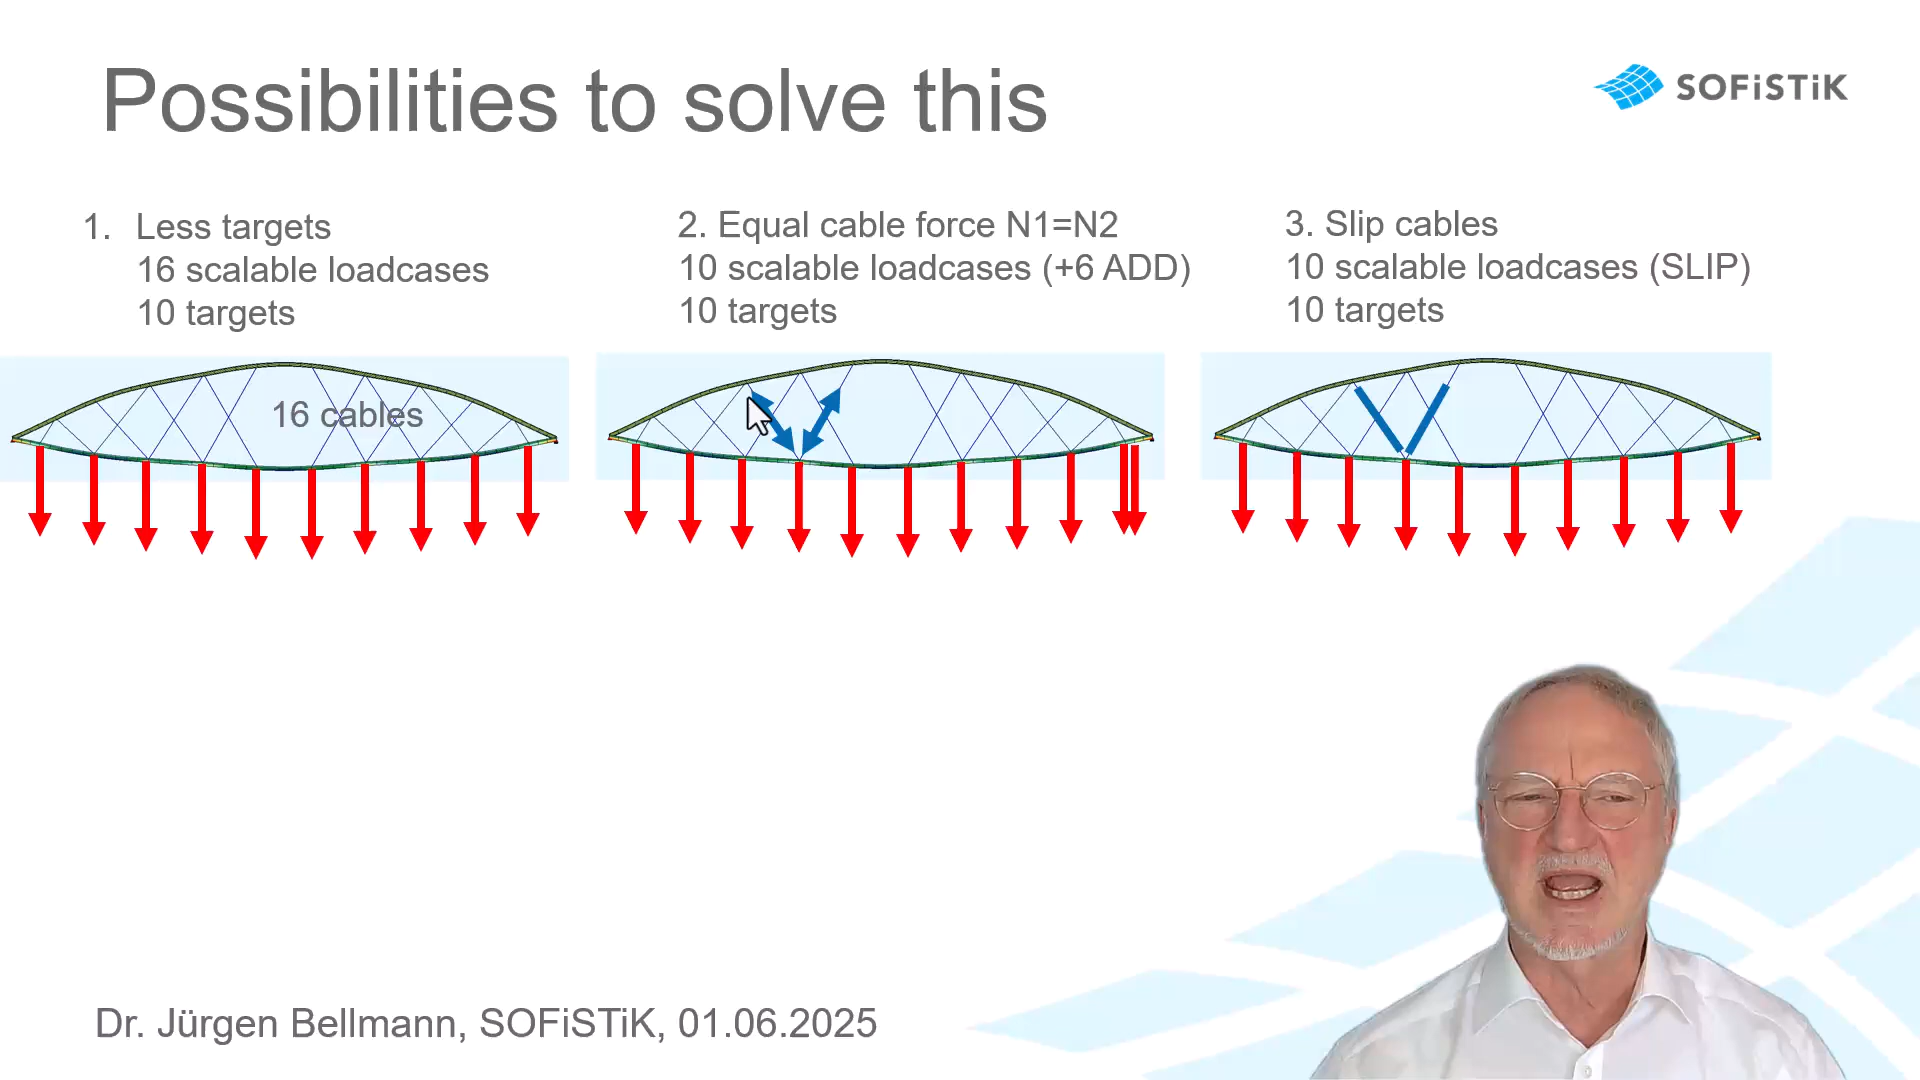 Possibilities to solve this
SOFiSTiK
1. Less targets
16 scalable loadcases
10 targets
2. Equal cable force N1=N2
10 scalable loadcases (+6 ADD)
10 targets
3. Slip cables
10 scalable loadcases (SLIP)
10 targets
16 cables
Dr. Jürgen Bellmann, SOFiSTiK, 01.06.2025